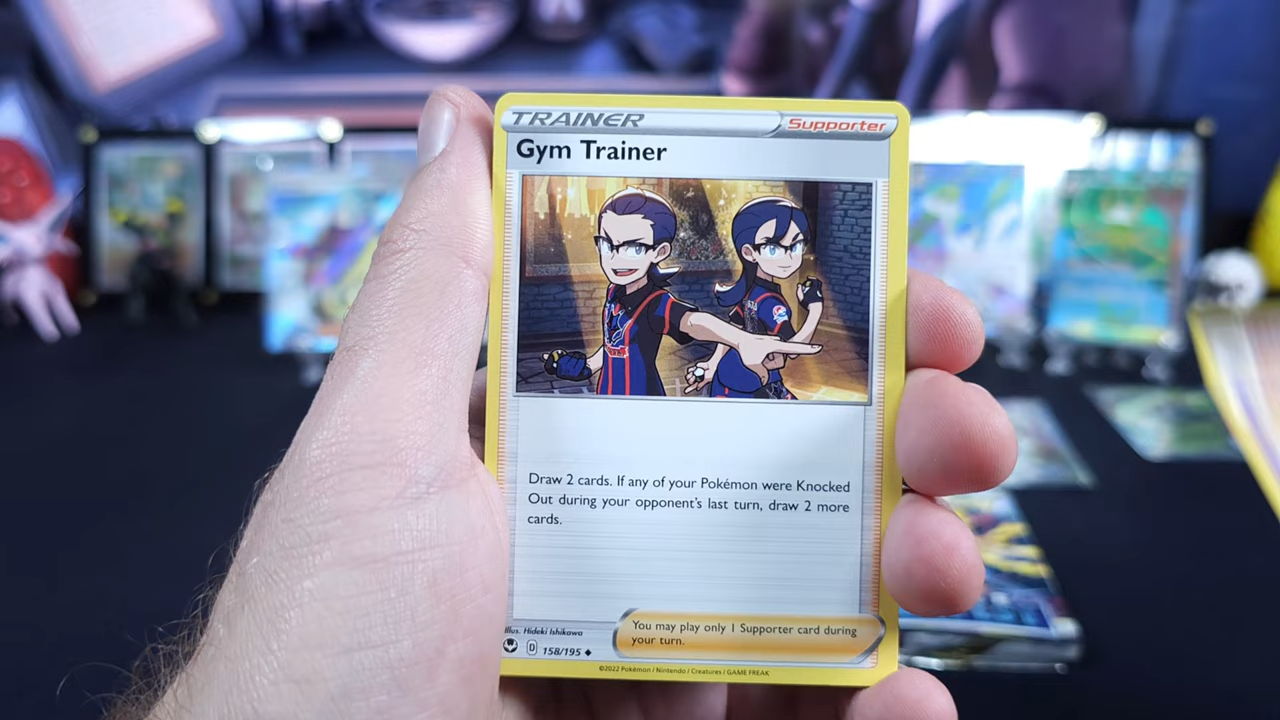 TRAINER
Supporter
Gym Trainer
Draw 2 cards. If any of your Pokémon were Knocked
Out during your opponent's last turn, draw 2 more
cards.
Illus. Hideki Ishikawa
You may play only 1 Supporter card during
your turn.
D 158/195
©2022 Pokémon / Nintendo / Creatures / GAME FREAK